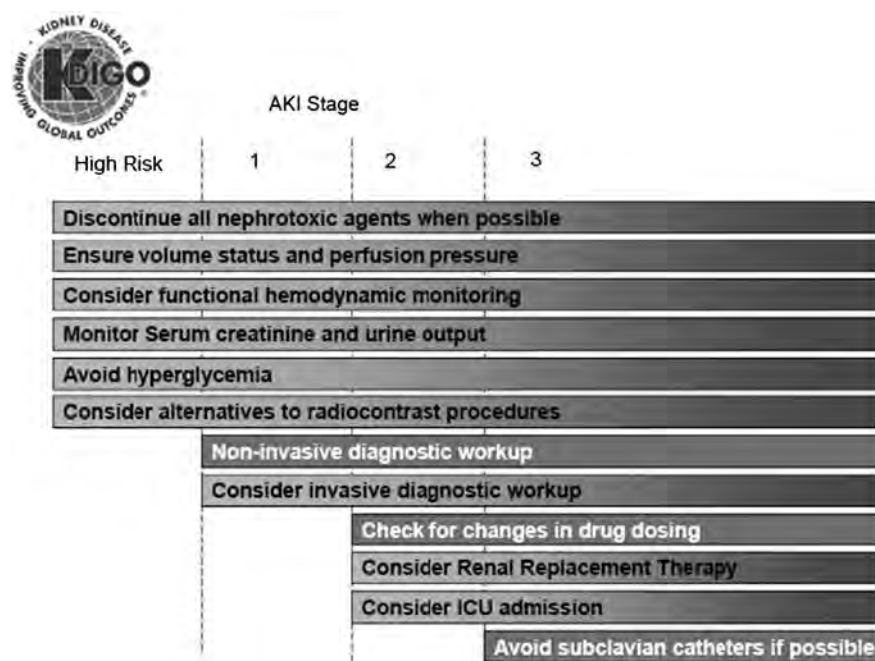 KIDNEY DISEASE
IMPROVING GLOBAL OUTCOMES
KDIGO
®
AKI Stage
High Risk 1 2 3
Discontinue all nephrotoxic agents when possible
Ensure volume status and perfusion pressure
Consider functional hemodynamic monitoring
Monitor Serum creatinine and urine output
Avoid hyperglycemia
Consider alternatives to radiocontrast procedures
Non-invasive diagnostic workup
Consider invasive diagnostic workup
Check for changes in drug dosing
Consider Renal Replacement Therapy
Consider ICU admission
Avoid subclavian catheters if possible